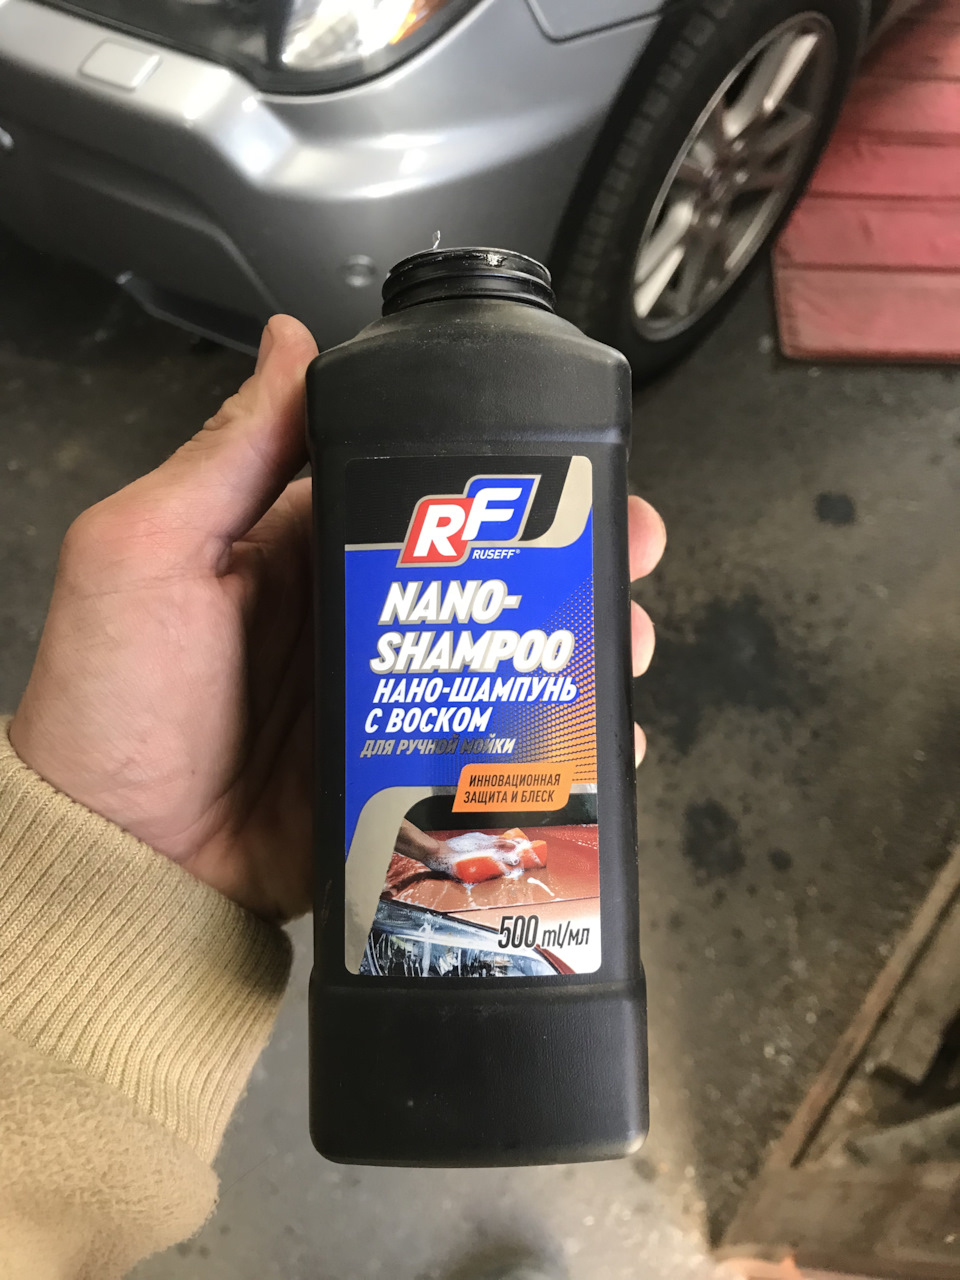 RF
RUSEFF®
NANO-
SHAMPOO
НАНО-ШАМПУНЬ
С ВОСКОМ
ДЛЯ РУЧНОЙ МОЙКИ
ИННОВАЦИОННАЯ
ЗАЩИТА И БЛЕСК
500 ml/мл